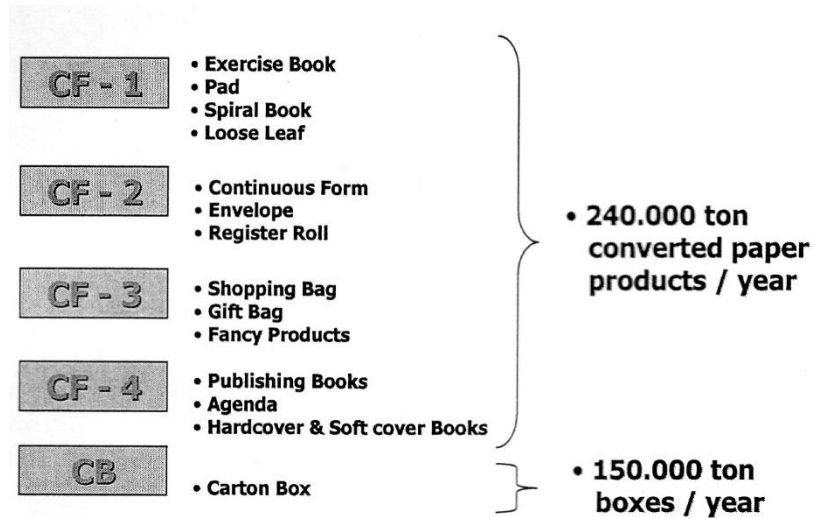 CF - 1
• Exercise Book
• Pad
• Spiral Book
• Loose Leaf
CF - 2
• Continuous Form
• Envelope
• Register Roll
CF - 3
• Shopping Bag
• Gift Bag
• Fancy Products
CF - 4
• Publishing Books
• Agenda
• Hardcover & Soft cover Books
• 240.000 ton
converted paper
products / year
CB
• Carton Box
• 150.000 ton
boxes / year